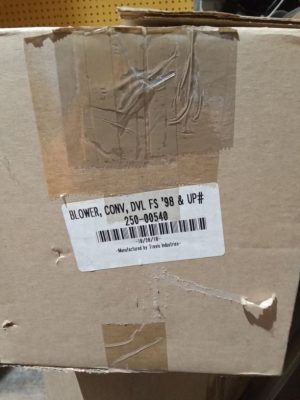 BLOWER, CONV, DVL FS '98 & UP#
250-00540
-Manufactured by Travis Industries-